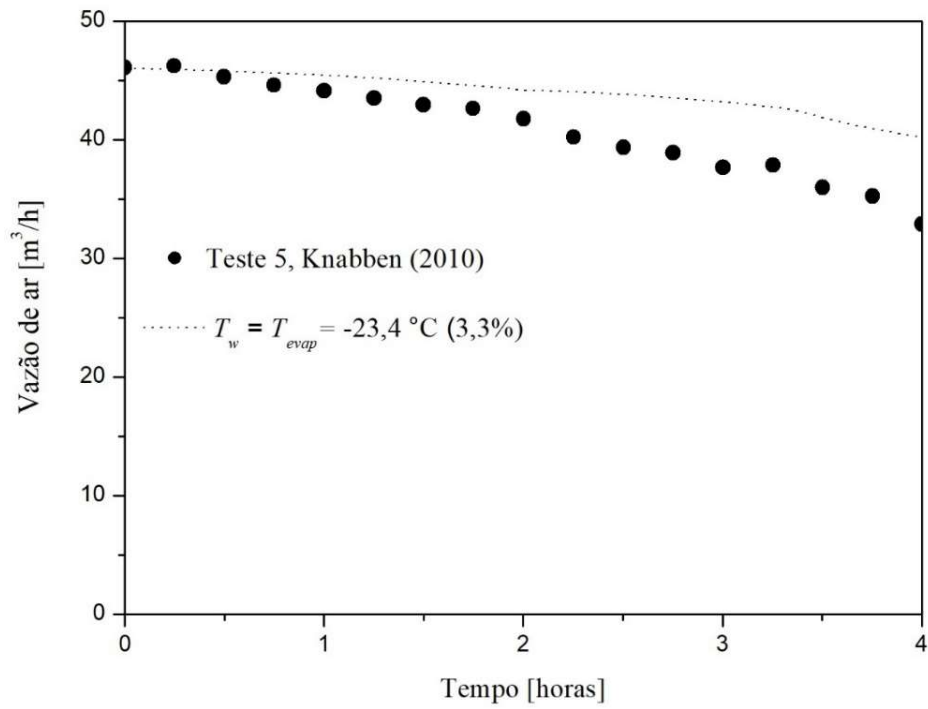 50
40
30
20
10
0
Vazão de ar [m³/h]
Teste 5, Knabben (2010)
T_w = T_evap = -23,4 °C (3,3%)
0 1 2 3 4
Tempo [horas]